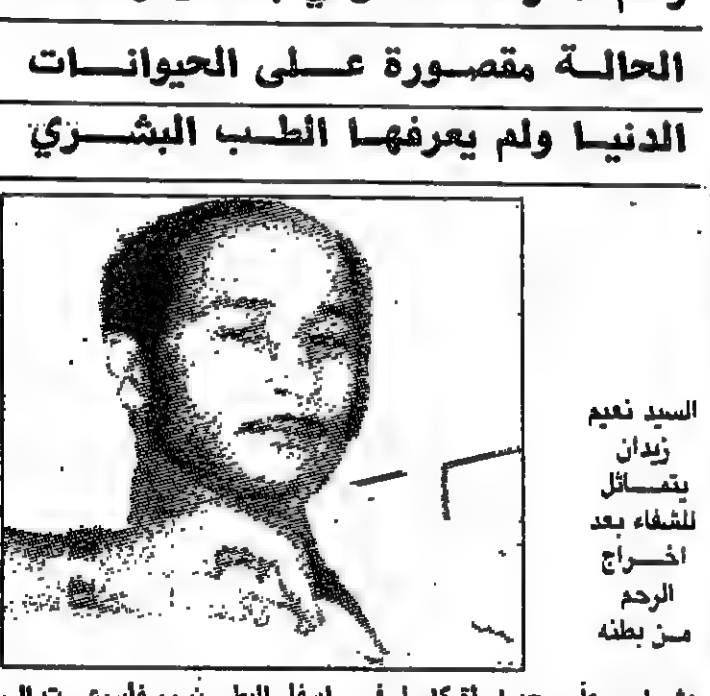 الحالة مقصورة على الحيوانات
الدنيا ولم يعرفها الطب البشري
السيد نعيم
زيدان
يتماثل
للشفاء بعد
اخراج
الرحم
من بطنه